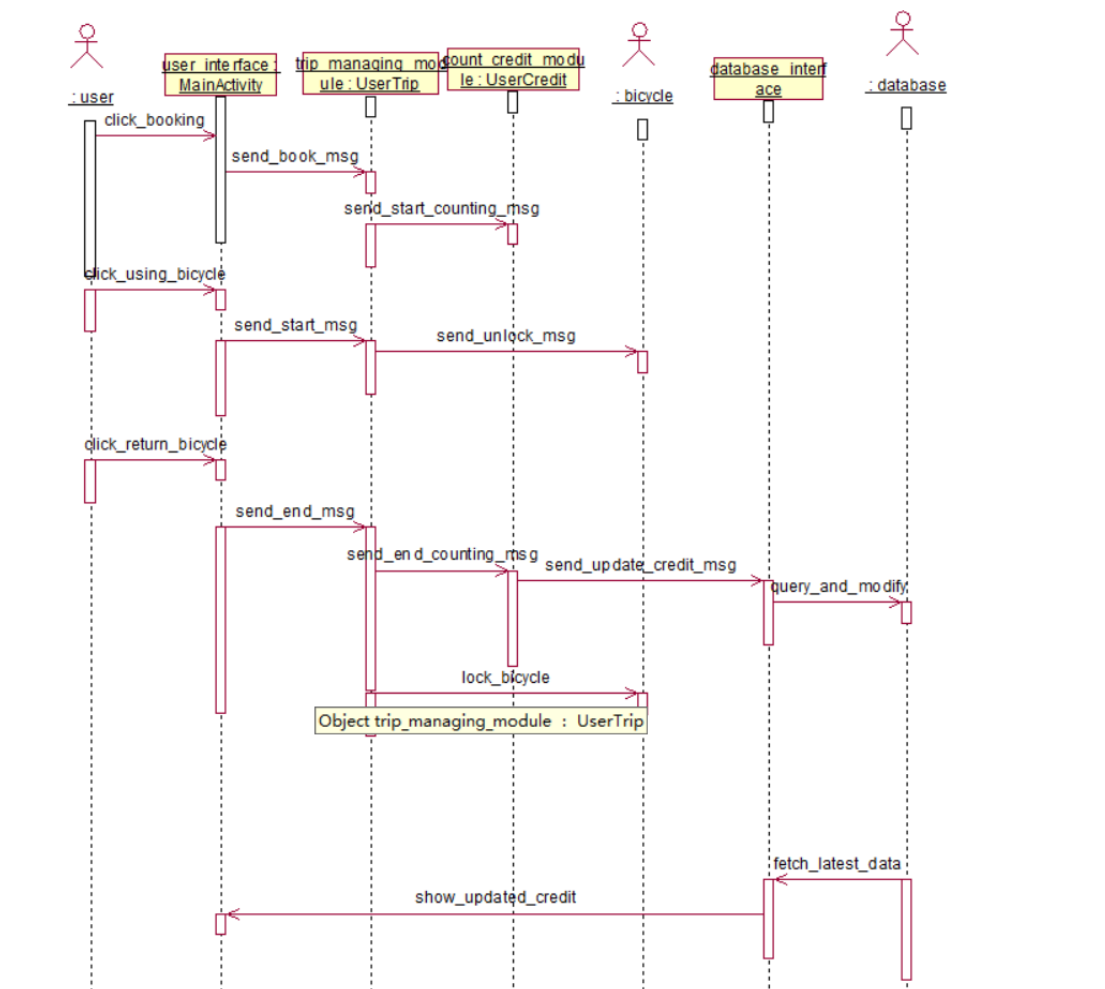 : user
user_interface :
MainActivity
trip_managing_mod
ule : UserTrip
count_credit_modu
le : UserCredit
: bicycle
database_interf
ace
: database
click_booking
send_book_msg
send_start_counting_msg
click_using_bicycle
send_start_msg
send_unlock_msg
click_return_bicycle
send_end_msg
send_end_counting_msg
send_update_credit_msg
query_and_modify
lock_bicycle
Object trip_managing_module : UserTrip
fetch_latest_data
show_updated_credit